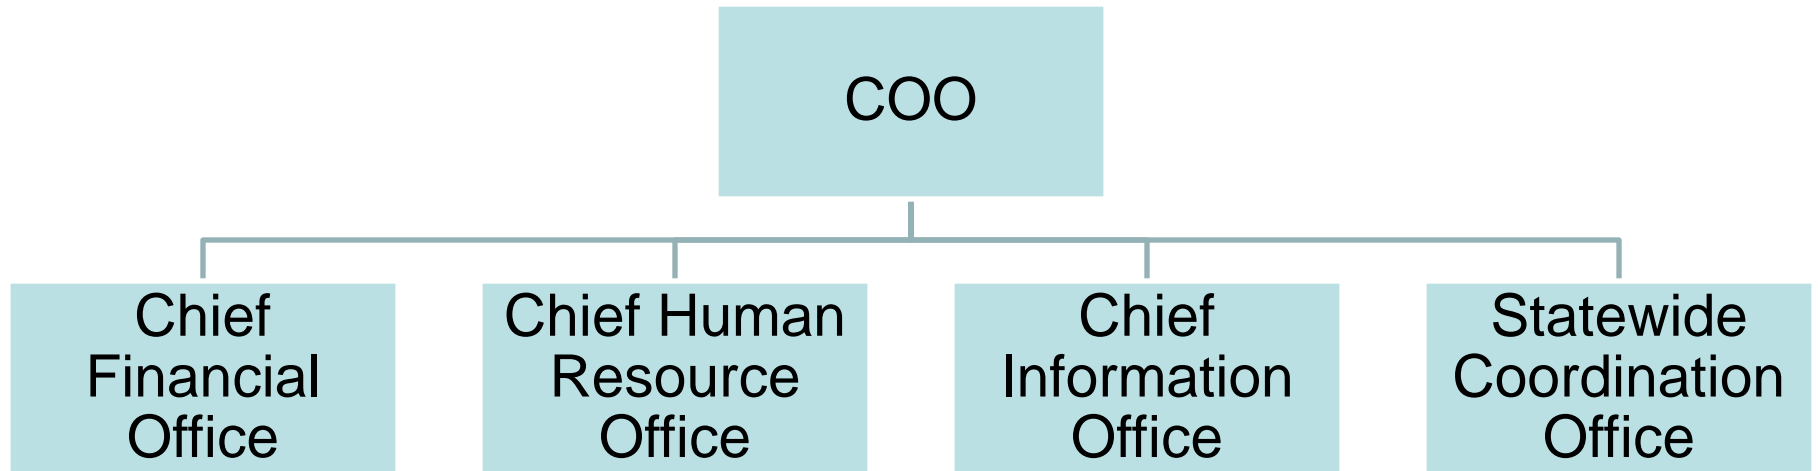 COO
Chief
Financial
Office
Chief Human
Resource
Office
Chief
Information
Office
Statewide
Coordination
Office